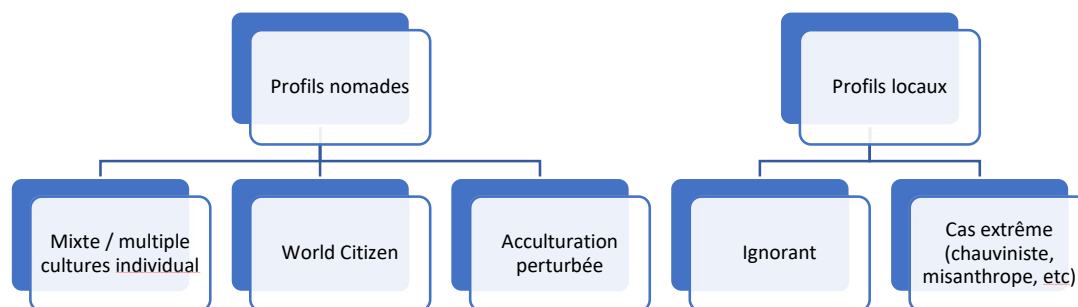 Profils nomades
Profils locaux
Mixte / multiple
cultures individual
World Citizen
Acculturation
perturbée
Ignorant
Cas extrême
(chauviniste,
misanthrope, etc)